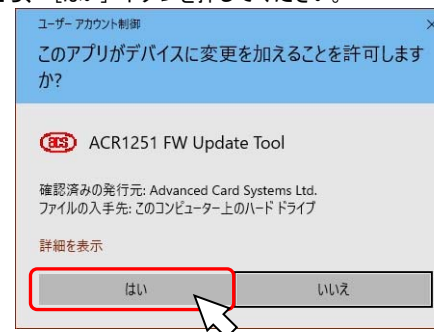 ユーザー アカウント制御
このアプリがデバイスに変更を加えることを許可します
か?
acs
ACR1251 FW Update Tool
確認済みの発行元: Advanced Card Systems Ltd.
ファイルの入手先: このコンピューター上のハード ドライブ
詳細を表示
はい
いいえ